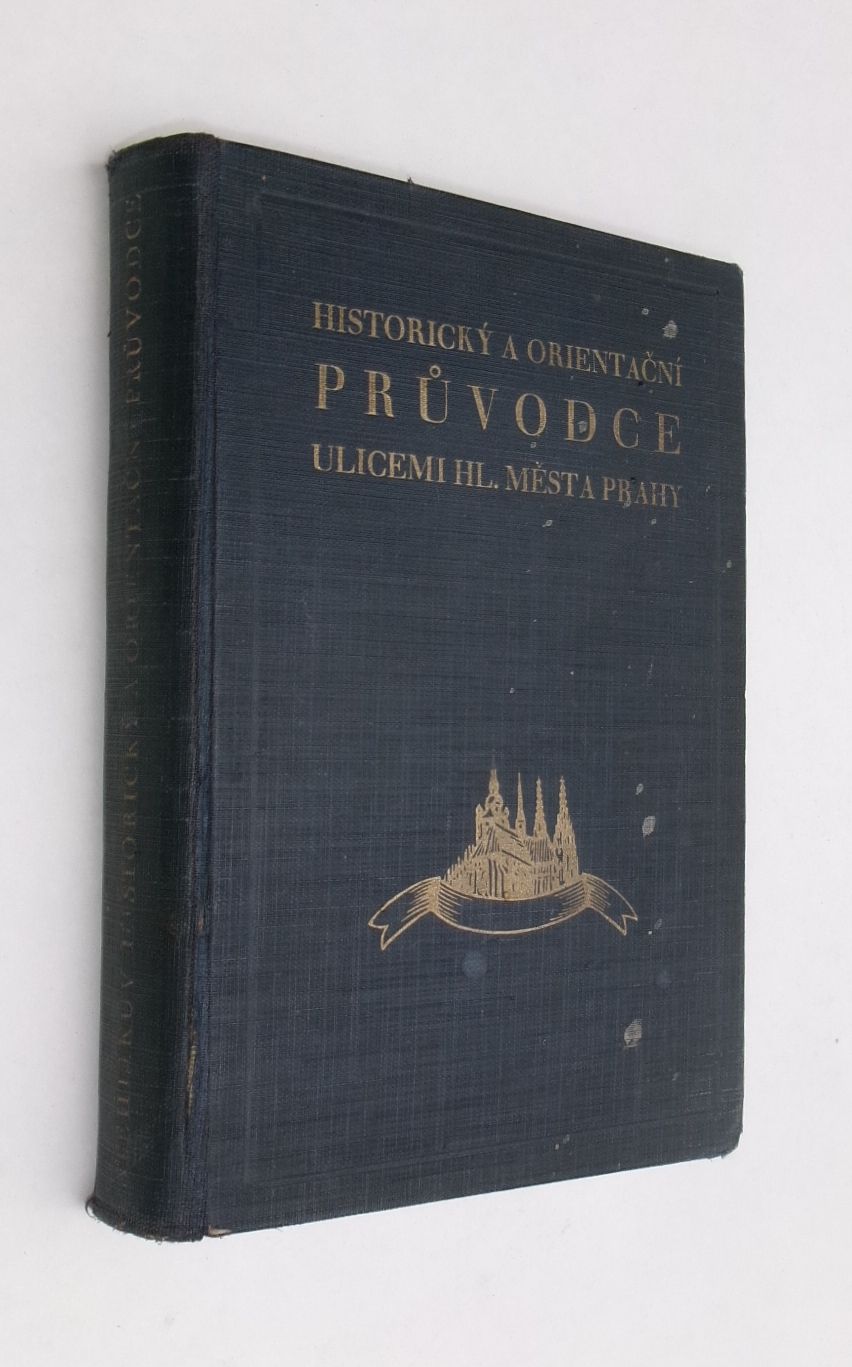 HISTORICKÝ A ORIENTAČNÍ
PRŮVODCE
ULICEMI HL. MĚSTA PRAHY
HISTORICKÝ A ORIENTAČNÍ PRŮVODCE